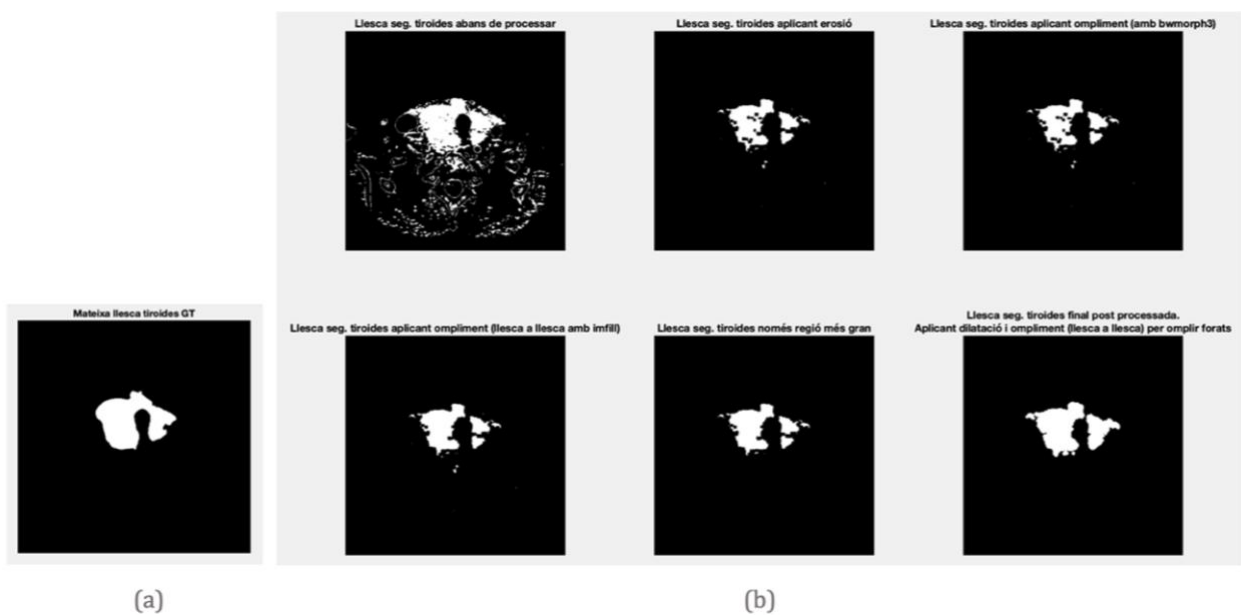 Llesca seg. tiroides abans de processar
Llesca seg. tiroides aplicant erosió
Llesca seg. tiroides aplicant ompliment (amb bwmorph3)
Mateixa llesca tiroides GT
Llesca seg. tiroides aplicant ompliment (llesca a llesca amb imfill)
Llesca seg. tiroides només regió més gran
Llesca seg. tiroides final post processada.
Aplicant dilatació i ompliment (llesca a llesca) per omplir forats
(a)
(b)